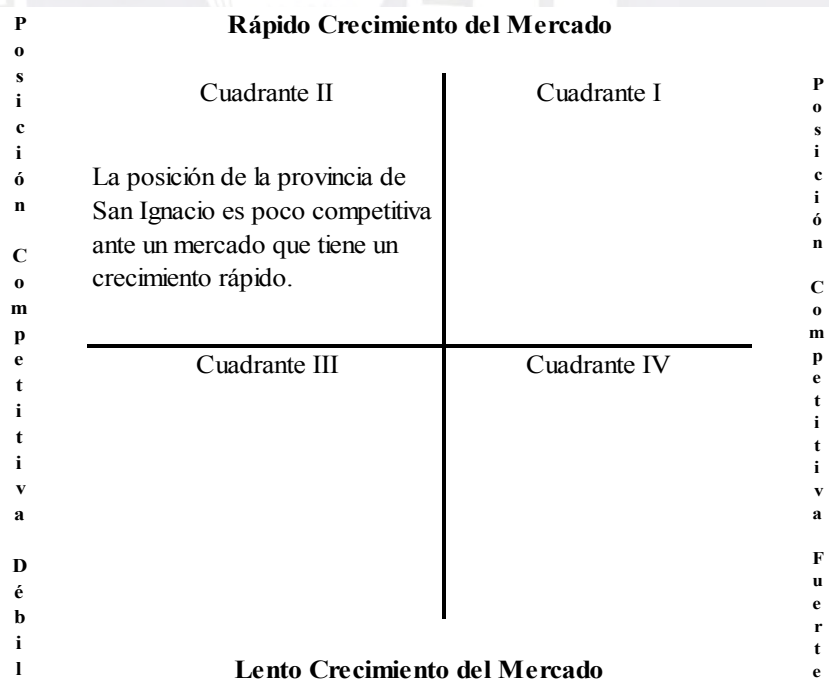 Rápido Crecimiento del Mercado
Posición Competitiva Débil
Cuadrante II
Cuadrante I
La posición de la provincia de
San Ignacio es poco competitiva
ante un mercado que tiene un
crecimiento rápido.
Posición Competitiva Fuerte
Cuadrante III
Cuadrante IV
Lento Crecimiento del Mercado